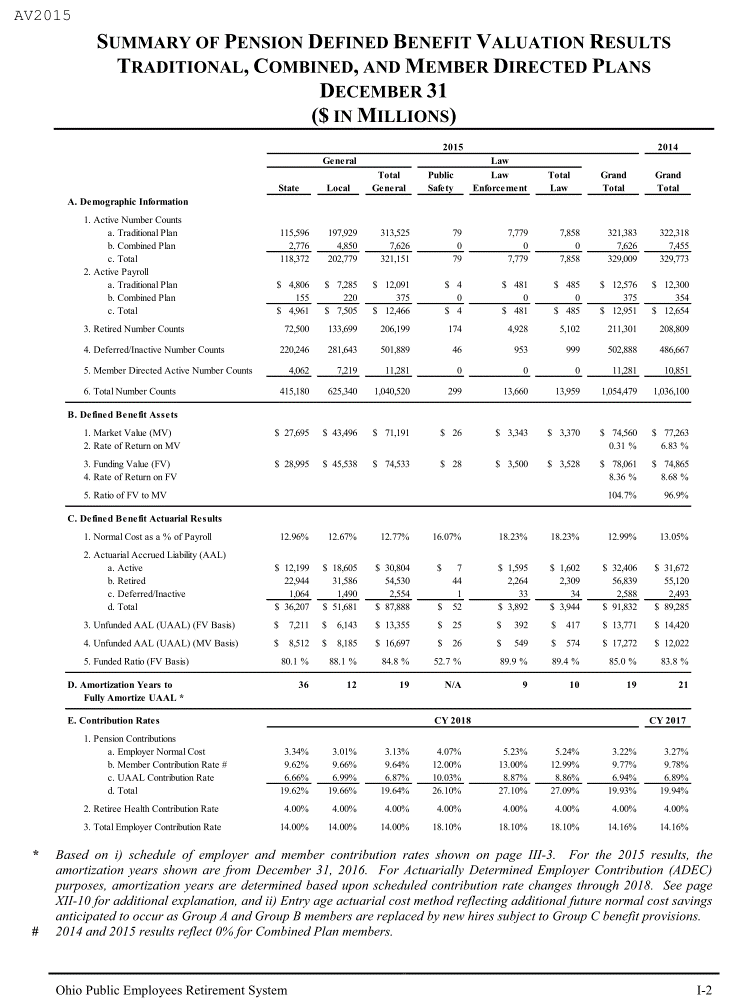 AV2015
SUMMARY OF PENSION DEFINED BENEFIT VALUATION RESULTS
TRADITIONAL, COMBINED, AND MEMBER DIRECTED PLANS
DECEMBER 31
($ IN MILLIONS)
2015 2014
General Law
Total Public Law Total Grand Grand
State Local General Safety Enforcement Law Total Total
A. Demographic Information
1. Active Number Counts
a. Traditional Plan 115,596 197,929 313,525 79 7,779 7,858 321,383 322,318
b. Combined Plan 2,776 4,850 7,626 0 0 0 7,626 7,455
c. Total 118,372 202,779 321,151 79 7,779 7,858 329,009 329,773
2. Active Payroll
a. Traditional Plan $ 4,806 $ 7,285 $ 12,091 $ 4 $ 481 $ 485 $ 12,576 $ 12,300
b. Combined Plan 155 220 375 0 0 0 375 354
c. Total $ 4,961 $ 7,505 $ 12,466 $ 4 $ 481 $ 485 $ 12,951 $ 12,654
3. Retired Number Counts 72,500 133,699 206,199 174 4,928 5,102 211,301 208,809
4. Deferred/Inactive Number Counts 220,246 281,643 501,889 46 953 999 502,888 486,667
5. Member Directed Active Number Counts 4,062 7,219 11,281 0 0 0 11,281 10,851
6. Total Number Counts 415,180 625,340 1,040,520 299 13,660 13,959 1,054,479 1,036,100
B. Defined Benefit Assets
1. Market Value (MV) $ 27,695 $ 43,496 $ 71,191 $ 26 $ 3,343 $ 3,370 $ 74,560 $ 77,263
2. Rate of Return on MV 0.31 % 6.83 %
3. Funding Value (FV) $ 28,995 $ 45,538 $ 74,533 $ 28 $ 3,500 $ 3,528 $ 78,061 $ 74,865
4. Rate of Return on FV 8.36 % 8.68 %
5. Ratio of FV to MV 104.7% 96.9%
C. Defined Benefit Actuarial Results
1. Normal Cost as a % of Payroll 12.96% 12.67% 12.77% 16.07% 18.23% 18.23% 12.99% 13.05%
2. Actuarial Accrued Liability (AAL)
a. Active $ 12,199 $ 18,605 $ 30,804 $ 7 $ 1,595 $ 1,602 $ 32,406 $ 31,672
b. Retired 22,944 31,586 54,530 44 2,264 2,309 56,839 55,120
c. Deferred/Inactive 1,064 1,490 2,554 1 33 34 2,588 2,493
d. Total $ 36,207 $ 51,681 $ 87,888 $ 52 $ 3,892 $ 3,944 $ 91,832 $ 89,285
3. Unfunded AAL (UAAL) (FV Basis) $ 7,211 $ 6,143 $ 13,355 $ 25 $ 392 $ 417 $ 13,771 $ 14,420
4. Unfunded AAL (UAAL) (MV Basis) $ 8,512 $ 8,185 $ 16,697 $ 26 $ 549 $ 574 $ 17,272 $ 12,022
5. Funded Ratio (FV Basis) 80.1 % 88.1 % 84.8 % 52.7 % 89.9 % 89.4 % 85.0 % 83.8 %
D. Amortization Years to 36 12 19 N/A 9 10 19 21
Fully Amortize UAAL *
E. Contribution Rates CY 2018 CY 2017
1. Pension Contributions
a. Employer Normal Cost 3.34% 3.01% 3.13% 4.07% 5.23% 5.24% 3.22% 3.27%
b. Member Contribution Rate # 9.62% 9.66% 9.64% 12.00% 13.00% 12.99% 9.77% 9.78%
c. UAAL Contribution Rate 6.66% 6.99% 6.87% 10.03% 8.87% 8.86% 6.94% 6.89%
d. Total 19.62% 19.66% 19.64% 26.10% 27.10% 27.09% 19.93% 19.94%
2. Retiree Health Contribution Rate 4.00% 4.00% 4.00% 4.00% 4.00% 4.00% 4.00% 4.00%
3. Total Employer Contribution Rate 14.00% 14.00% 14.00% 18.10% 18.10% 18.10% 14.16% 14.16%
* Based on i) schedule of employer and member contribution rates shown on page III-3. For the 2015 results, the
amortization years shown are from December 31, 2016. For Actuarially Determined Employer Contribution (ADEC)
purposes, amortization years are determined based upon scheduled contribution rate changes through 2018. See page
XII-10 for additional explanation, and ii) Entry age actuarial cost method reflecting additional future normal cost savings
anticipated to occur as Group A and Group B members are replaced by new hires subject to Group C benefit provisions.
# 2014 and 2015 results reflect 0% for Combined Plan members.
Ohio Public Employees Retirement System I-2